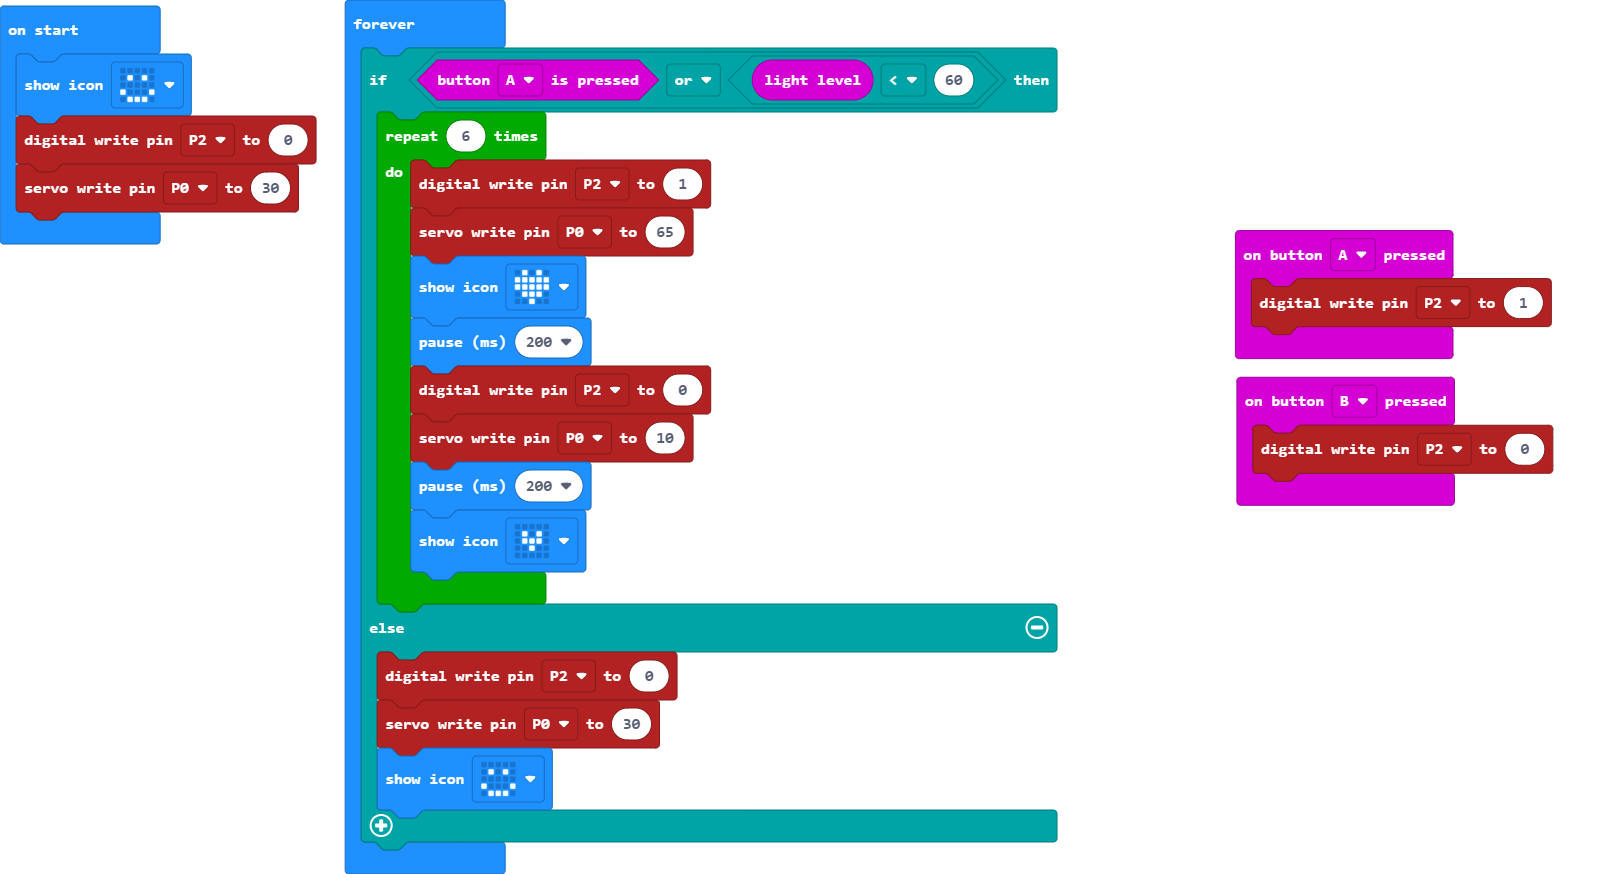 on start
show icon
digital write pin P2 to 0
servo write pin P0 to 30
forever
if button A is pressed or light level < 60 then
repeat 6 times
do
digital write pin P2 to 1
servo write pin P0 to 65
show icon
pause (ms) 200
digital write pin P2 to 0
servo write pin P0 to 10
pause (ms) 200
show icon
else
digital write pin P2 to 0
servo write pin P0 to 30
show icon
on button A pressed
digital write pin P2 to 1
on button B pressed
digital write pin P2 to 0